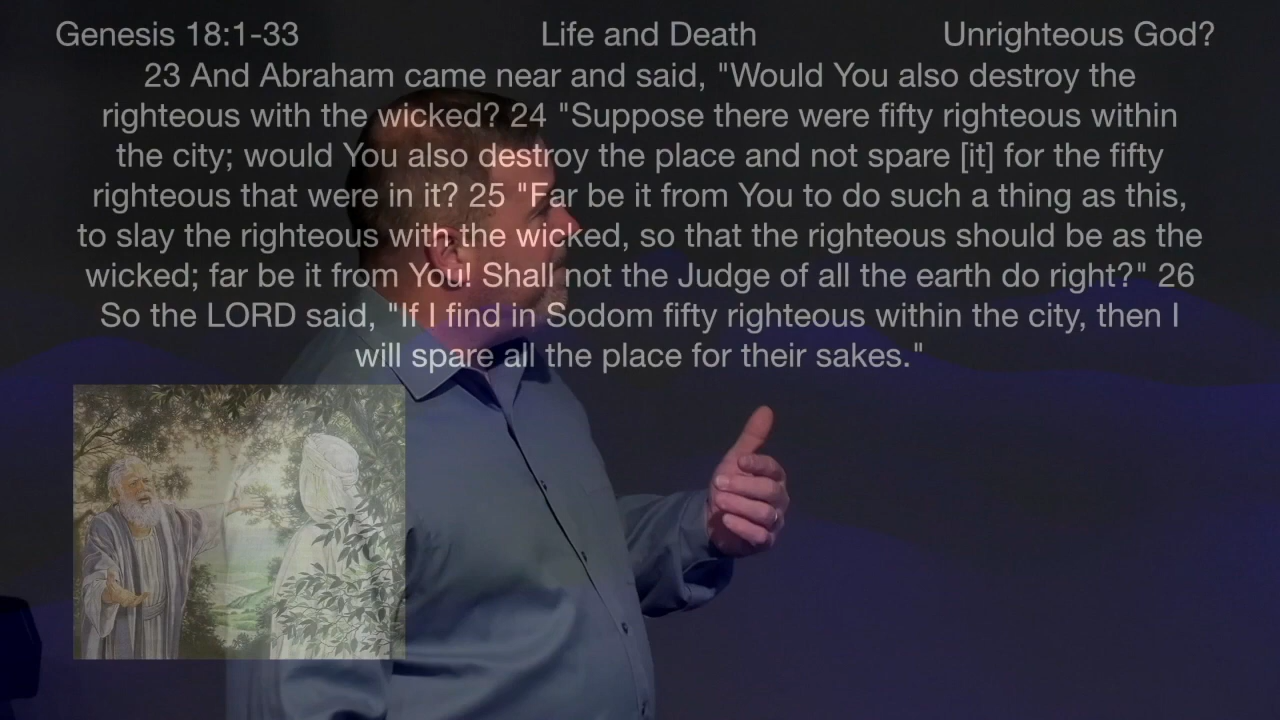 Genesis 18:1-33 Life and Death Unrighteous God?
23 And Abraham came near and said, "Would You also destroy the
righteous with the wicked? 24 "Suppose there were fifty righteous within
the city; would You also destroy the place and not spare [it] for the fifty
righteous that were in it? 25 "Far be it from You to do such a thing as this,
to slay the righteous with the wicked, so that the righteous should be as the
wicked; far be it from You! Shall not the Judge of all the earth do right?" 26
So the LORD said, "If I find in Sodom fifty righteous within the city, then I
will spare all the place for their sakes."